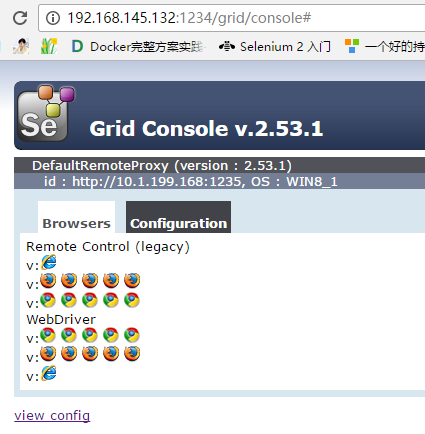 192.168.145.132:1234/grid/console#
D Docker完整方案实践 Selenium 2 入门 一个好的持
Se Grid Console v.2.53.1
DefaultRemoteProxy (version : 2.53.1)
id : http://10.1.199.168:1235, OS : WIN8_1
Browsers Configuration
Remote Control (legacy)
v:
v:
v:
WebDriver
v:
v:
v:
view config